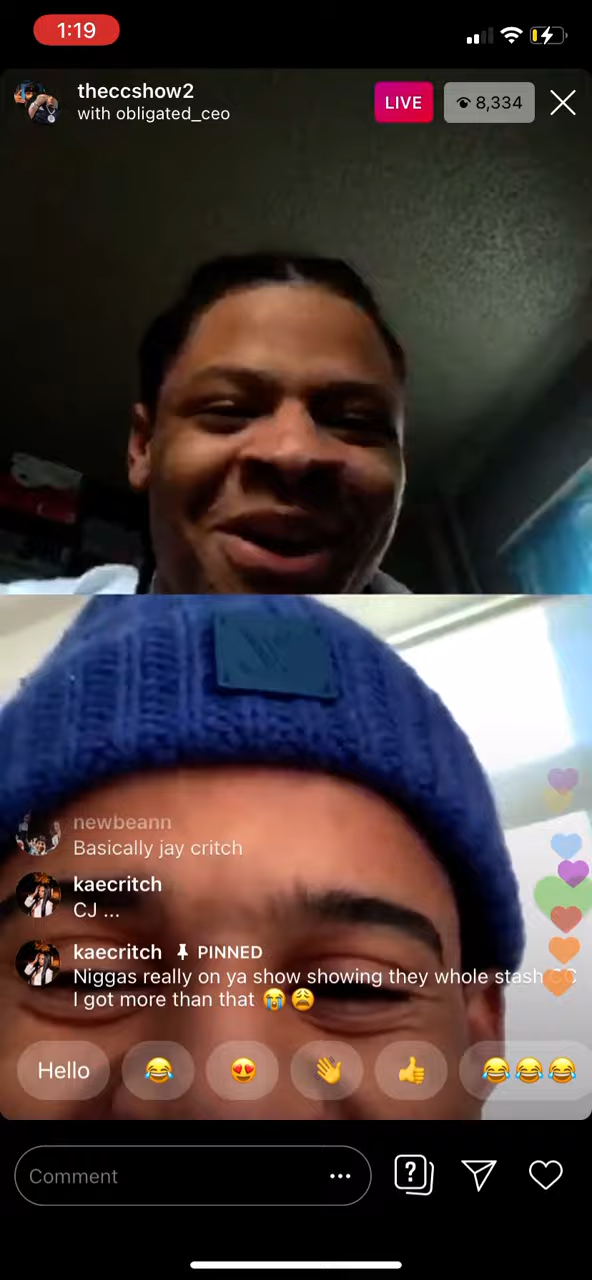 1:19
theccshow2
with obligated_ceo
LIVE
8,334
newbeann
Basically jay critch
kaecritch
CJ ...
kaecritch PINNED
Niggas really on ya show showing they whole stash CC
I got more than that 😭😩
Hello 😂 😍 👋 👍 😂😂😂
Comment